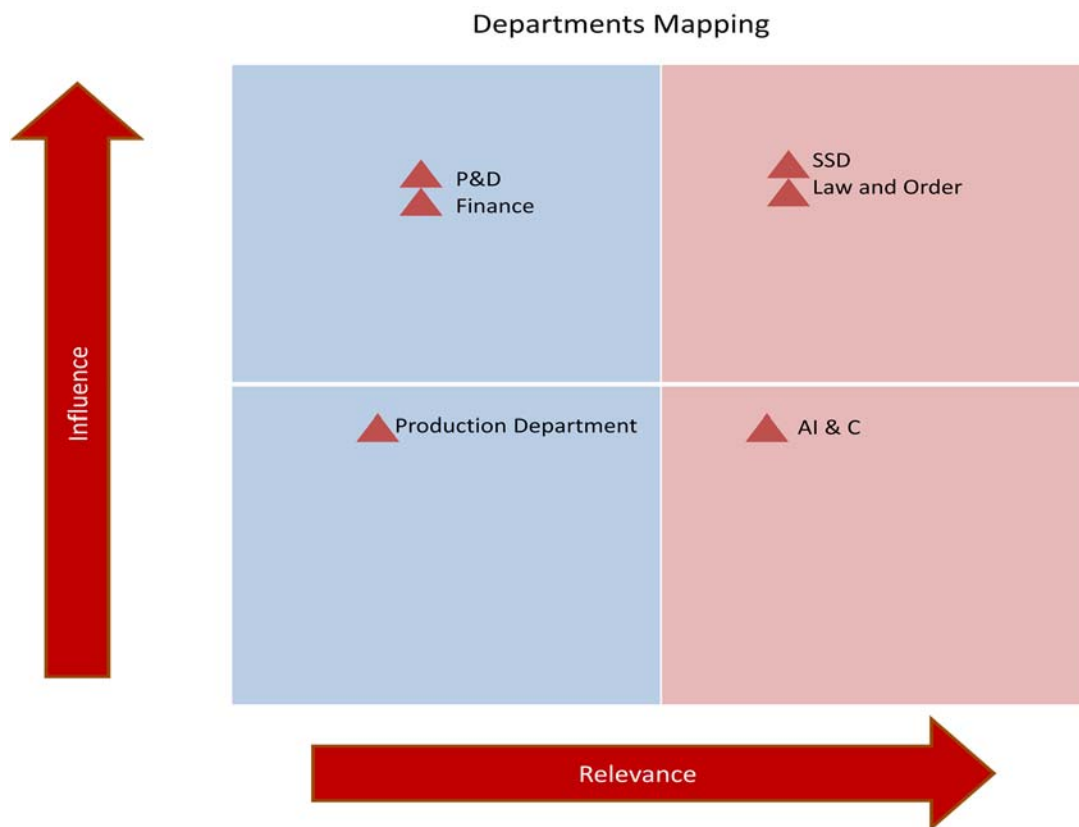 Departments Mapping
P&D
Finance
SSD
Law and Order
Influence
Production Department
AI & C
Relevance